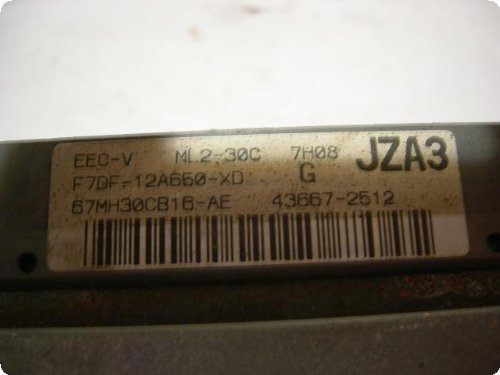 EEC-V ML2-30C 7H08 JZA3
G
F7DF-12A650-XD
67MH30CB16-AE 43667-2512